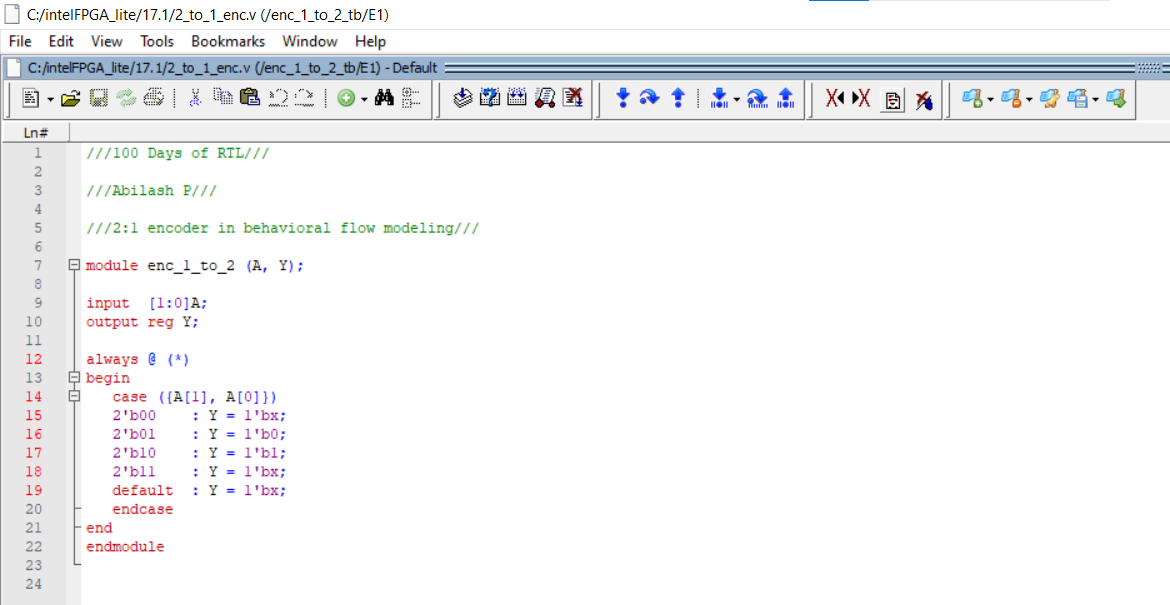 C:/intelFPGA_lite/17.1/2_to_1_enc.v (/enc_1_to_2_tb/E1)
File Edit View Tools Bookmarks Window Help
C:/intelFPGA_lite/17.1/2_to_1_enc.v (/enc_1_to_2_tb/E1) - Default
Ln#
1 ///100 Days of RTL///
2
3 ///Abilash P///
4
5 ///2:1 encoder in behavioral flow modeling///
6
7 module enc_1_to_2 (A, Y);
8
9 input [1:0]A;
10 output reg Y;
11
12 always @ (*)
13 begin
14 case ({A[1], A[0]})
15 2'b00 : Y = 1'bx;
16 2'b01 : Y = 1'b0;
17 2'b10 : Y = 1'b1;
18 2'b11 : Y = 1'bx;
19 default : Y = 1'bx;
20 endcase
21 end
22 endmodule
23
24